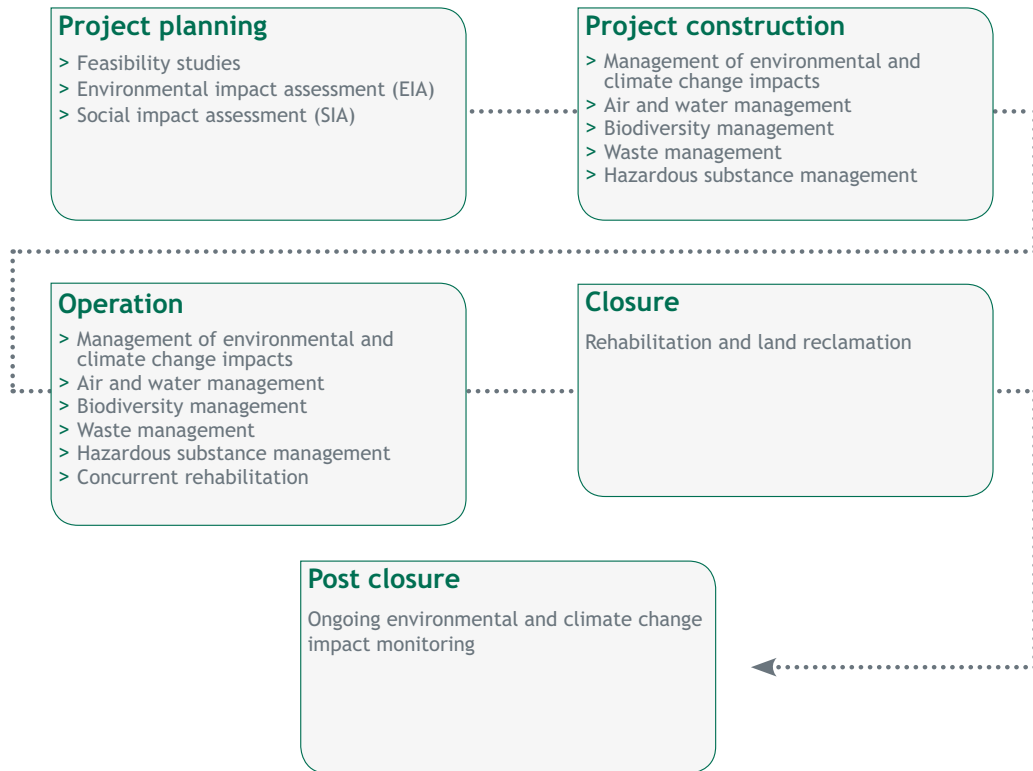 Project planning
> Feasibility studies
> Environmental impact assessment (EIA)
> Social impact assessment (SIA)
Project construction
> Management of environmental and
climate change impacts
> Air and water management
> Biodiversity management
> Waste management
> Hazardous substance management
Operation
> Management of environmental and
climate change impacts
> Air and water management
> Biodiversity management
> Waste management
> Hazardous substance management
> Concurrent rehabilitation
Closure
Rehabilitation and land reclamation
Post closure
Ongoing environmental and climate change
impact monitoring